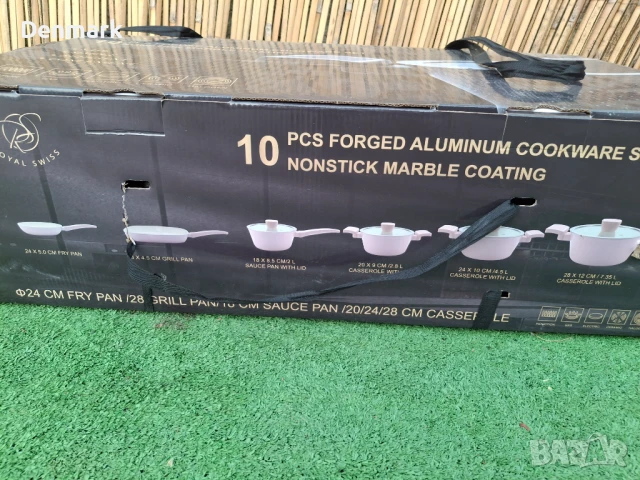 Denmark
ROYAL SWISS
10 PCS FORGED ALUMINUM COOKWARE S
NONSTICK MARBLE COATING
24 X 5.0 CM FRY PAN
X 4.5 CM GRILL PAN
18 X 8.5 CM/2 L
SAUCE PAN WITH LID
20 X 9 CM /2.5 L
CASSEROLE WITH LID
24 X 10 CM /4.5 L
CASSEROLE WITH LID
28 X 12 CM / 7.35 L
CASSEROLE WITH LID
Φ24 CM FRY PAN /28 GRILL PAN/18 CM SAUCE PAN /20/24/28 CM CASSEROLE
BAZAR